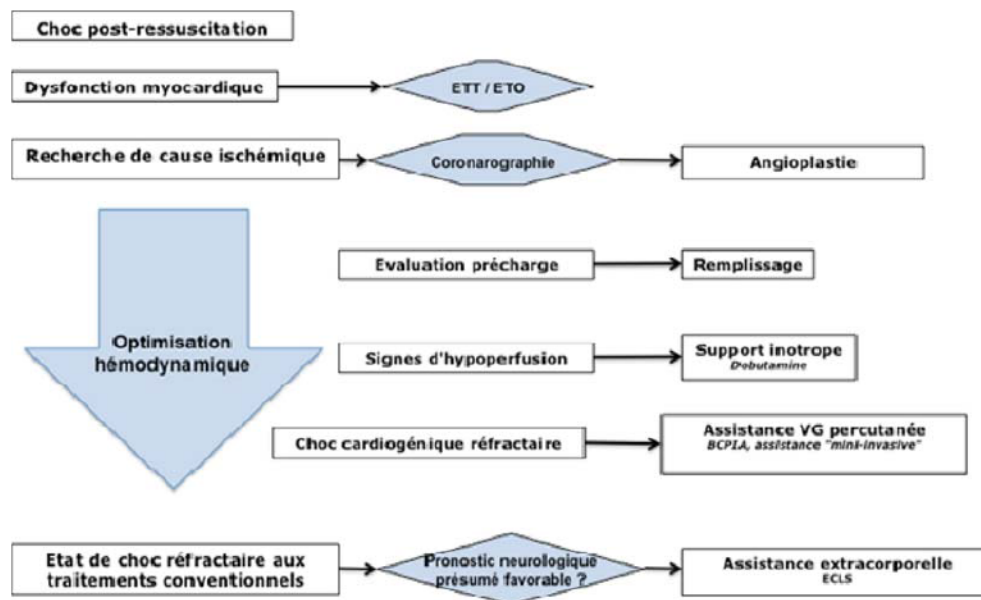 Choc post-ressuscitation
Dysfonction myocardique
ETT / ETO
Recherche de cause ischémique
Coronarographie
Angioplastie
Evaluation précharge
Remplissage
Optimisation
hémodynamique
Signes d'hypoperfusion
Support inotrope
Dobutamine
Choc cardiogénique réfractaire
Assistance VG percutanée
BCPIA, assistance "mini-invasive"
Etat de choc réfractaire aux
traitements conventionnels
Pronostic neurologique
présumé favorable ?
Assistance extracorporelle
ECLS